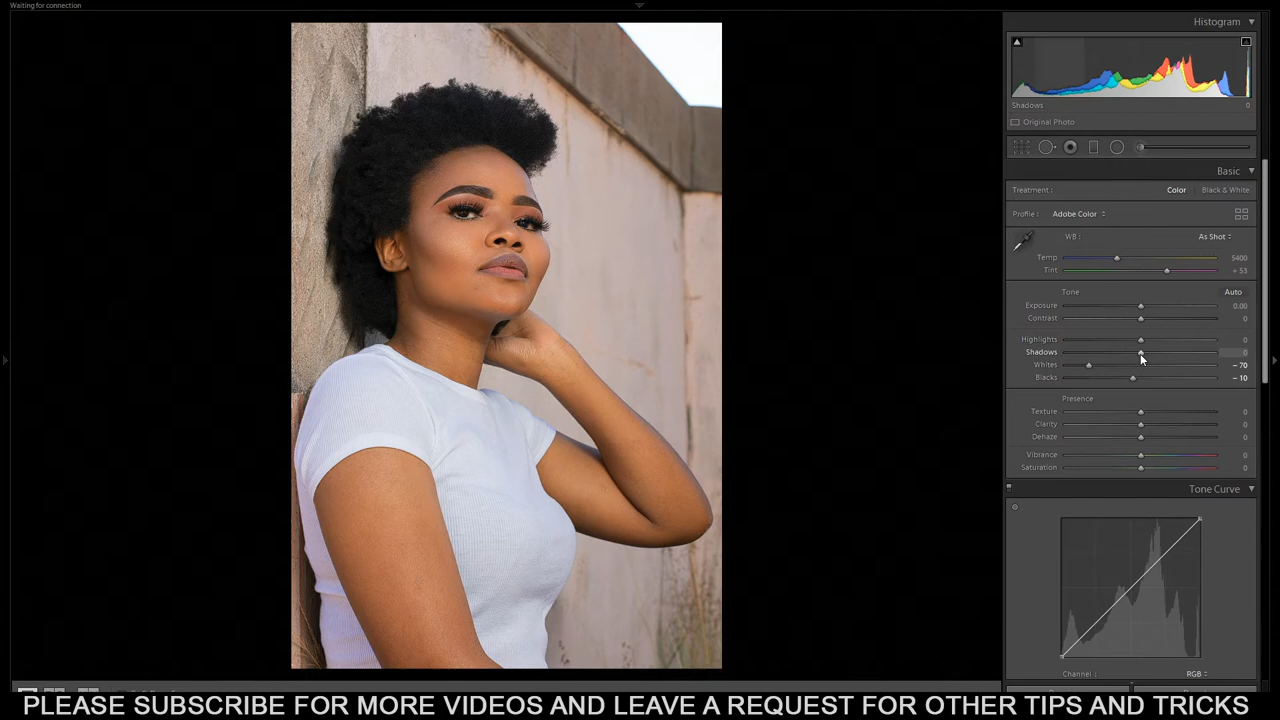 Waiting for connection
Histogram
Shadows 0
Original Photo
Basic
Treatment : Color Black & White
Profile : Adobe Color
WB : As Shot
Temp 5400
Tint + 53
Tone Auto
Exposure 0.00
Contrast 0
Highlights 0
Shadows 0
Whites – 70
Blacks – 10
Presence
Texture 0
Clarity 0
Dehaze 0
Vibrance 0
Saturation 0
Tone Curve
Channel : RGB
PLEASE SUBSCRIBE FOR MORE VIDEOS AND LEAVE A REQUEST FOR OTHER TIPS AND TRICKS